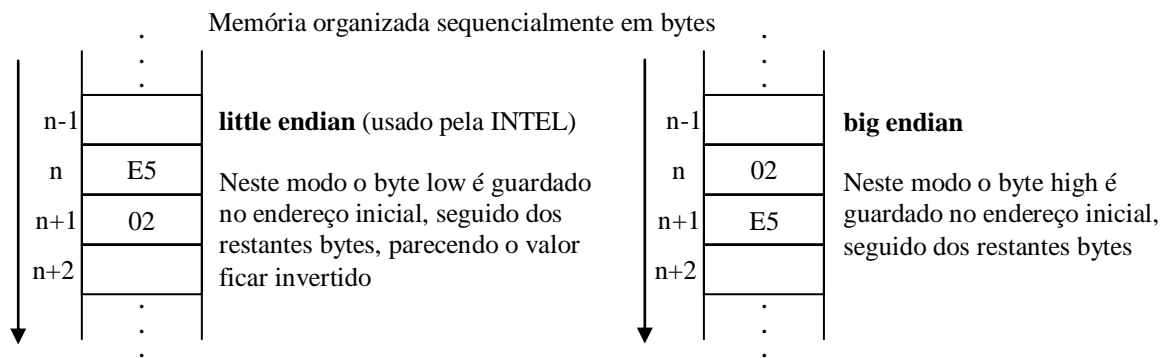 Memória organizada sequencialmente em bytes
n-1
n E5
n+1 02
n+2
little endian (usado pela INTEL)
Neste modo o byte low é guardado
no endereço inicial, seguido dos
restantes bytes, parecendo o valor
ficar invertido
n-1
n 02
n+1 E5
n+2
big endian
Neste modo o byte high é
guardado no endereço inicial,
seguido dos restantes bytes